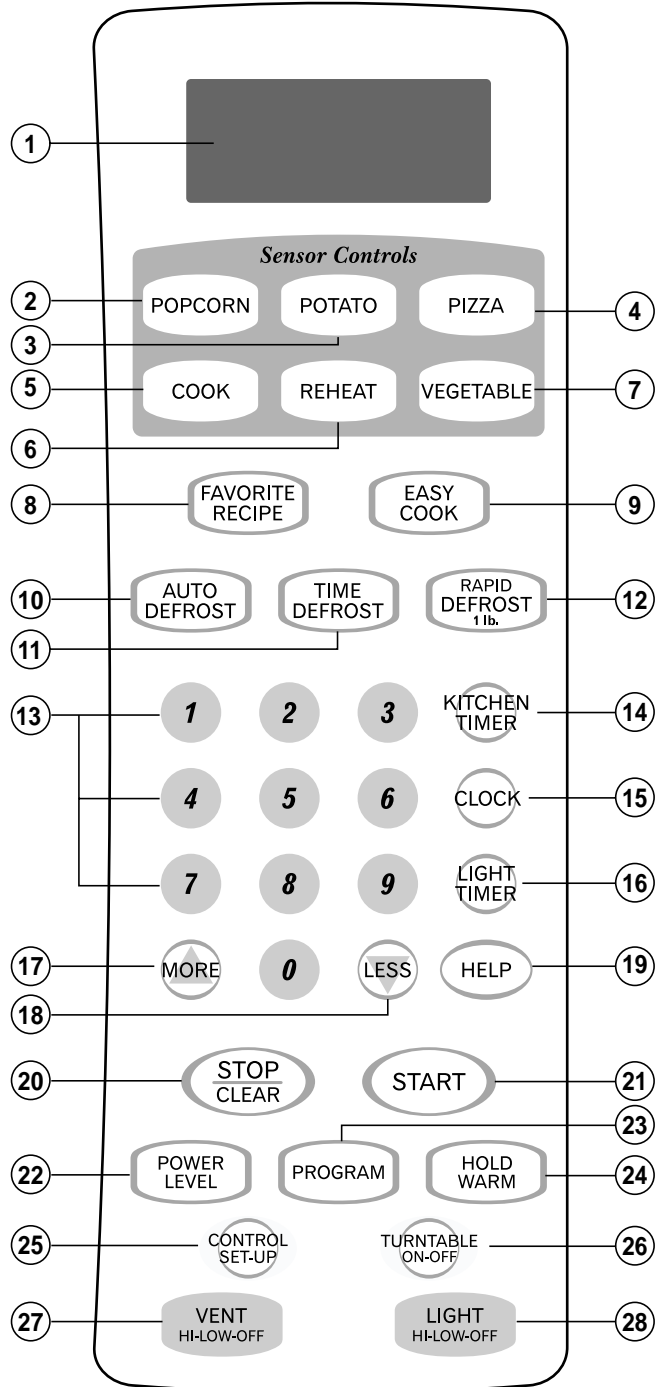 1
Sensor Controls
2
POPCORN
POTATO
PIZZA
4
3
5
COOK
REHEAT
VEGETABLE
7
6
8
FAVORITE
RECIPE
EASY
COOK
9
10
AUTO
DEFROST
TIME
DEFROST
RAPID
DEFROST
1 lb.
12
11
13
1
2
3
KITCHEN
TIMER
14
4
5
6
CLOCK
15
7
8
9
LIGHT
TIMER
16
17
MORE
0
LESS
HELP
19
18
20
STOP
CLEAR
START
21
23
22
POWER
LEVEL
PROGRAM
HOLD
WARM
24
25
CONTROL
SET-UP
TURNTABLE
ON-OFF
26
27
VENT
HI-LOW-OFF
LIGHT
HI-LOW-OFF
28